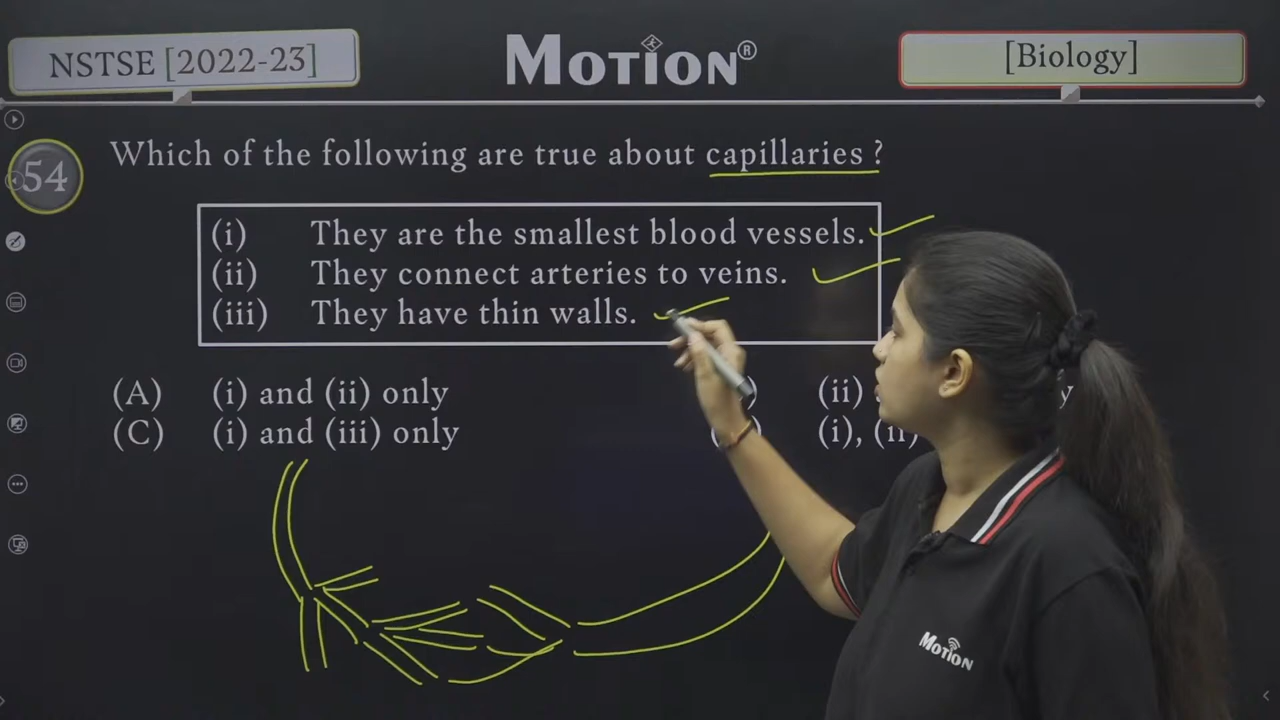 NSTSE [2022-23]
MOTION®
[Biology]
54
Which of the following are true about capillaries ?
(i) They are the smallest blood vessels.
(ii) They connect arteries to veins.
(iii) They have thin walls.
(A) (i) and (ii) only
(ii)
(C) (i) and (iii) only
(i), (ii)
MOTION